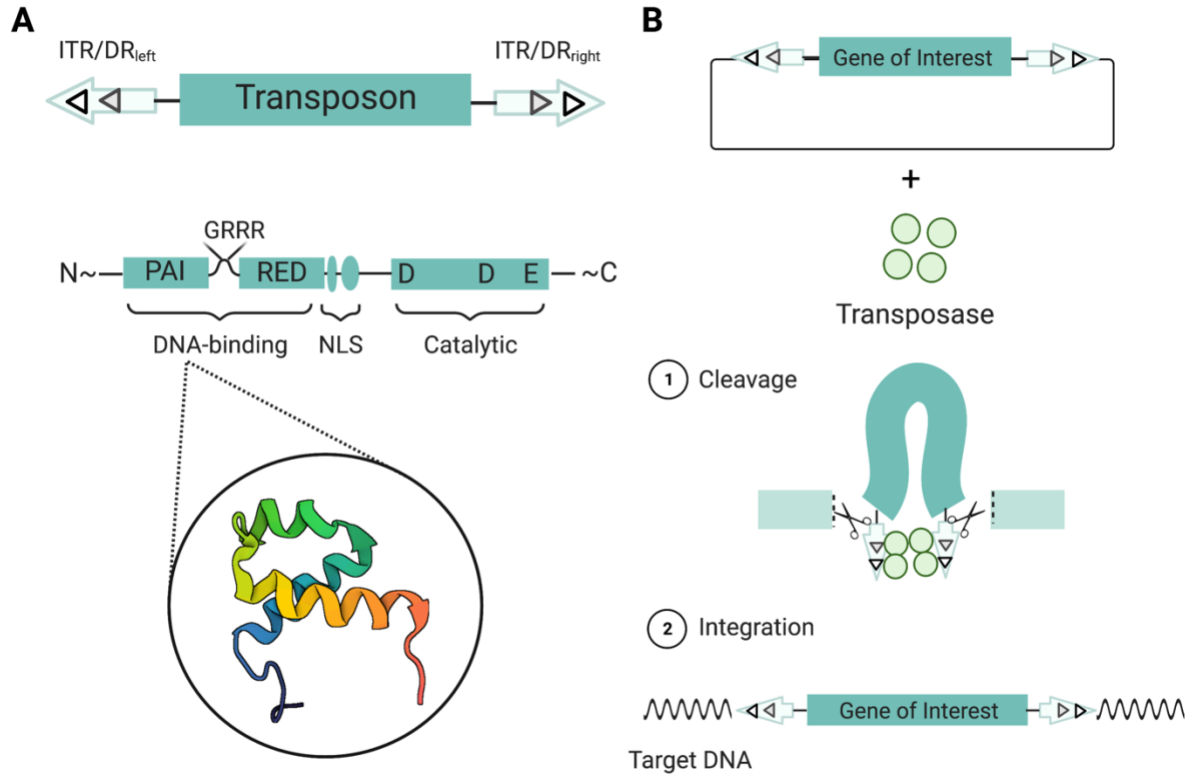 A
ITR/DRleft
ITR/DRright
Transposon
GRRR
N~ PAI RED D D E ~C
DNA-binding NLS Catalytic
B
Gene of Interest
+
Transposase
1 Cleavage
2 Integration
Gene of Interest
Target DNA